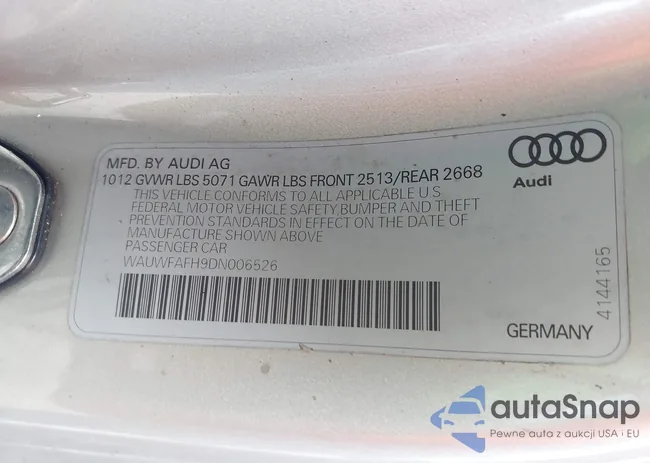 MFD. BY AUDI AG
1012 GVWR LBS 5071 GAWR LBS FRONT 2513/REAR 2668
THIS VEHICLE CONFORMS TO ALL APPLICABLE U S
FEDERAL MOTOR VEHICLE SAFETY, BUMPER AND THEFT
PREVENTION STANDARDS IN EFFECT ON THE DATE OF
MANUFACTURE SHOWN ABOVE
PASSENGER CAR
WAUWFAFH9DN006526
Audi
4144165
GERMANY
autaSnap
Pewne auta z aukcji USA i EU